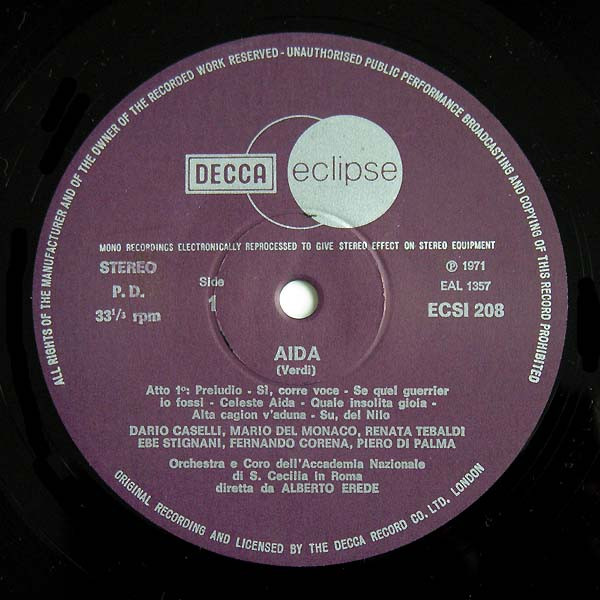 ALL RIGHTS OF THE MANUFACTURER AND OF THE OWNER OF THE RECORDED WORK RESERVED - UNAUTHORISED PUBLIC PERFORMANCE BROADCASTING AND COPYING OF THIS RECORD PROHIBITED
DECCA eclipse
MONO RECORDINGS ELECTRONICALLY REPROCESSED TO GIVE STEREO EFFECT ON STEREO EQUIPMENT
STEREO
P. D.
33¹/₃ rpm
Side
1
Ⓟ 1971
EAL 1357
ECSI 208
AIDA
(Verdi)
Atto 1º: Preludio - Sì, corre voce - Se quel guerrier
io fossi - Celeste Aida - Quale insolita gioia -
Alta cagion v'aduna - Su, del Nilo
DARIO CASELLI, MARIO DEL MONACO, RENATA TEBALDI
EBE STIGNANI, FERNANDO CORENA, PIERO DI PALMA
Orchestra e Coro dell'Accademia Nazionale
di S. Cecilia in Roma
diretta da ALBERTO EREDE
ORIGINAL RECORDING AND LICENSED BY THE DECCA RECORD CO. LTD. LONDON